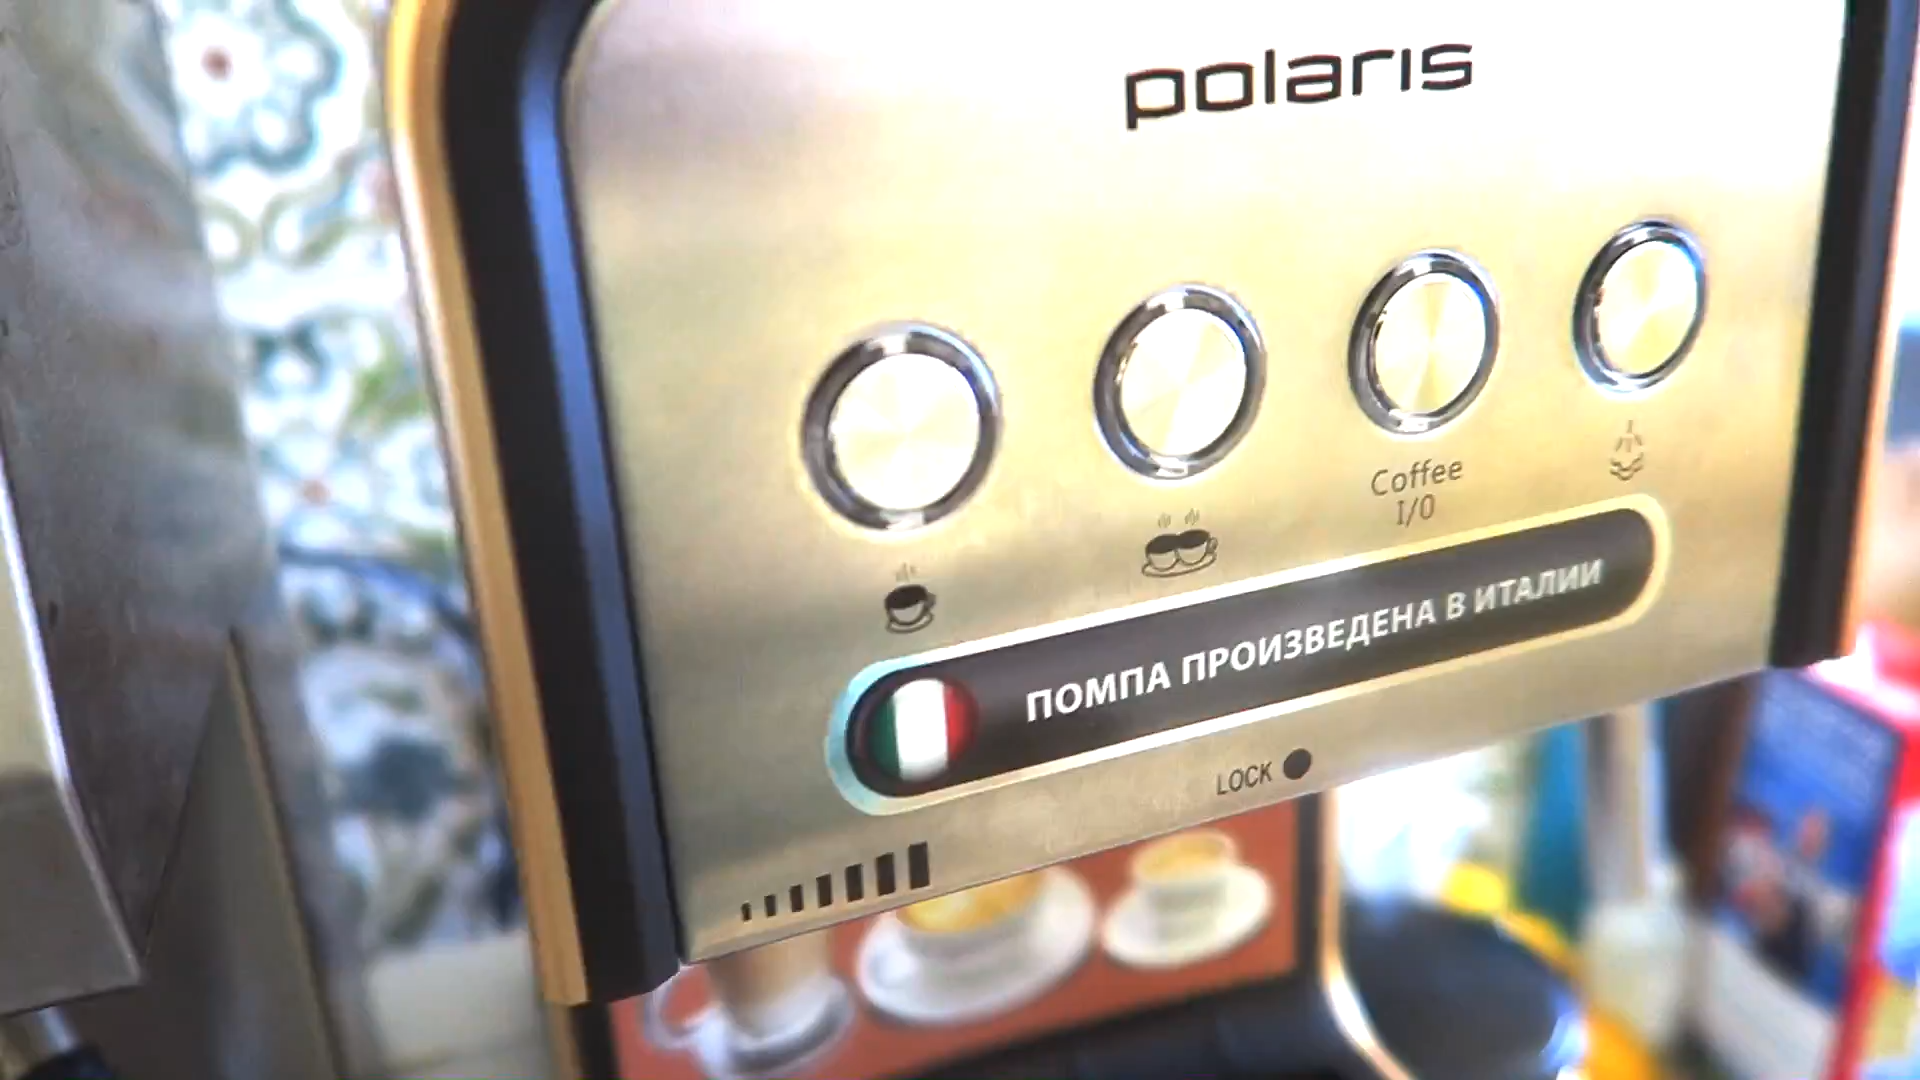 polaris
Coffee
I/O
ПОМПА ПРОИЗВЕДЕНА В ИТАЛИИ
LOCK